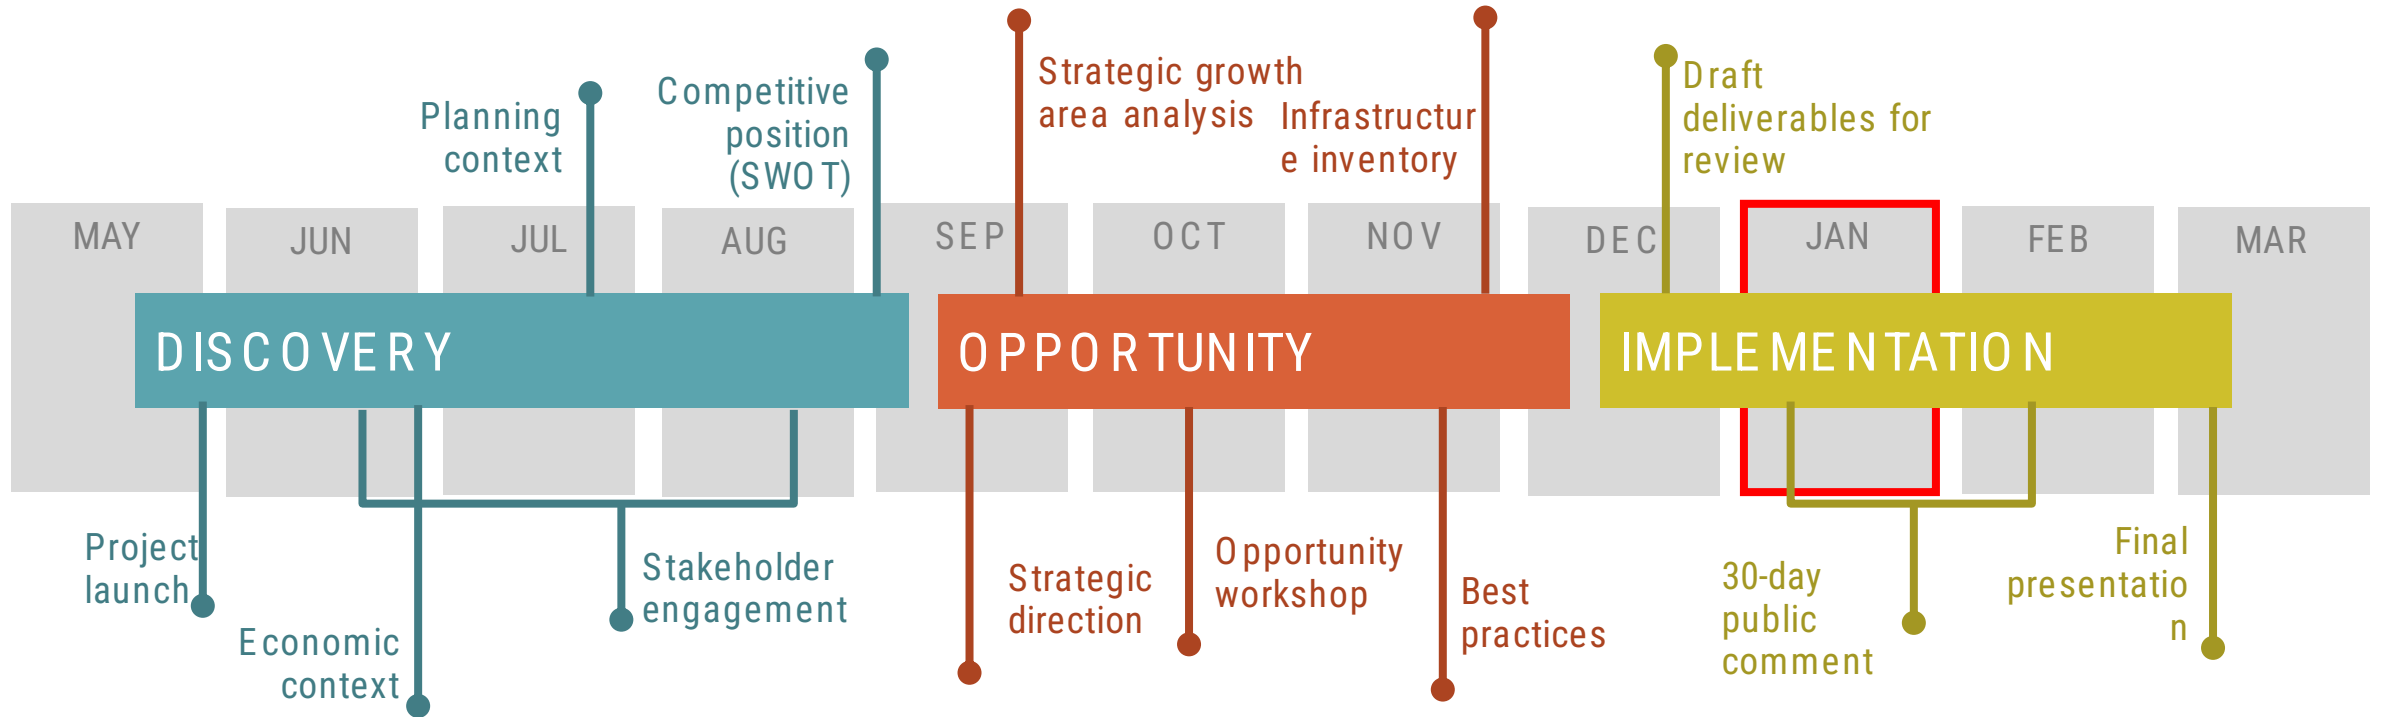 Competitive
position
(SWOT)
Planning
context
Strategic growth
area analysis
Infrastructur
e inventory
Draft
deliverables for
review
MAY
JUN
JUL
AUG
SEP
OCT
NOV
DEC
JAN
FEB
MAR
DISCOVERY
OPPORTUNITY
IMPLEMENTATION
Project
launch
Economic
context
Stakeholder
engagement
Strategic
direction
Opportunity
workshop
Best
practices
30-day
public
comment
Final
presentatio
n